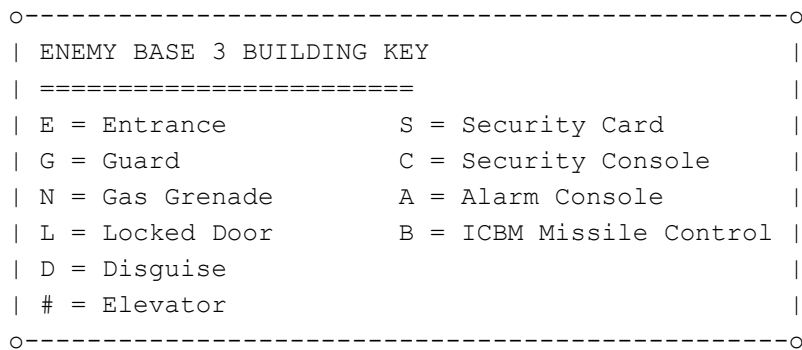 o-------------------------------------------------o
| ENEMY BASE 3 BUILDING KEY                       |
| ========================                        |
| E = Entrance           S = Security Card        |
| G = Guard              C = Security Console     |
| N = Gas Grenade        A = Alarm Console        |
| L = Locked Door        B = ICBM Missile Control |
| D = Disguise                                    |
| # = Elevator                                    |
o-------------------------------------------------o